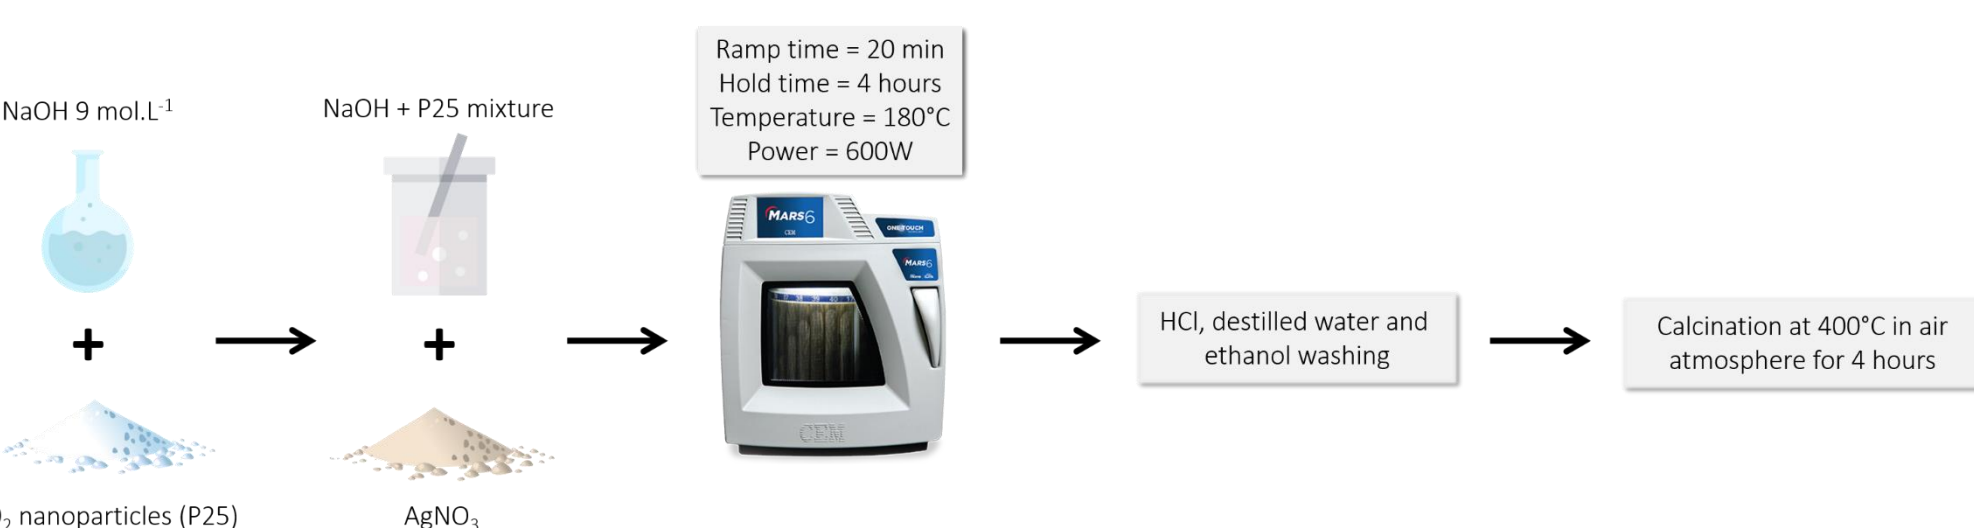 NaOH 9 mol.L⁻¹
+
₂ nanoparticles (P25)
NaOH + P25 mixture
+
AgNO₃
Ramp time = 20 min
Hold time = 4 hours
Temperature = 180°C
Power = 600W
MARS6
CEM
ONE TOUCH
MARS6
CEM
HCl, destilled water and
ethanol washing
Calcination at 400°C in air
atmosphere for 4 hours